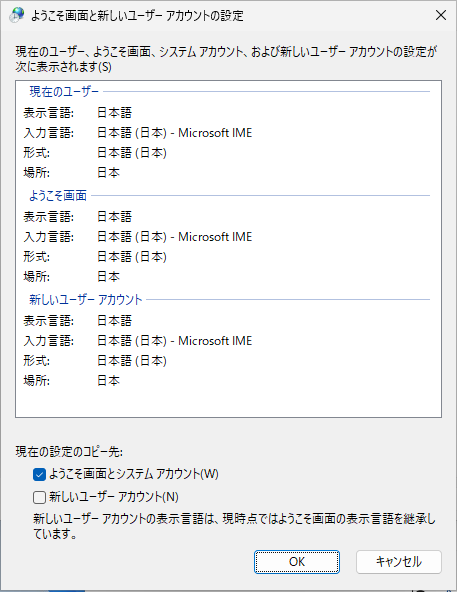 ようこそ画面と新しいユーザー アカウントの設定
現在のユーザー、ようこそ画面、システム アカウント、および新しいユーザー アカウントの設定が
次に表示されます(S)
現在のユーザー
表示言語: 日本語
入力言語: 日本語 (日本) - Microsoft IME
形式: 日本語 (日本)
場所: 日本
ようこそ画面
表示言語: 日本語
入力言語: 日本語 (日本) - Microsoft IME
形式: 日本語 (日本)
場所: 日本
新しいユーザー アカウント
表示言語: 日本語
入力言語: 日本語 (日本) - Microsoft IME
形式: 日本語 (日本)
場所: 日本
現在の設定のコピー先:
ようこそ画面とシステム アカウント(W)
新しいユーザー アカウント(N)
新しいユーザー アカウントの表示言語は、現時点ではようこそ画面の表示言語を継承し
ています。
OK キャンセル